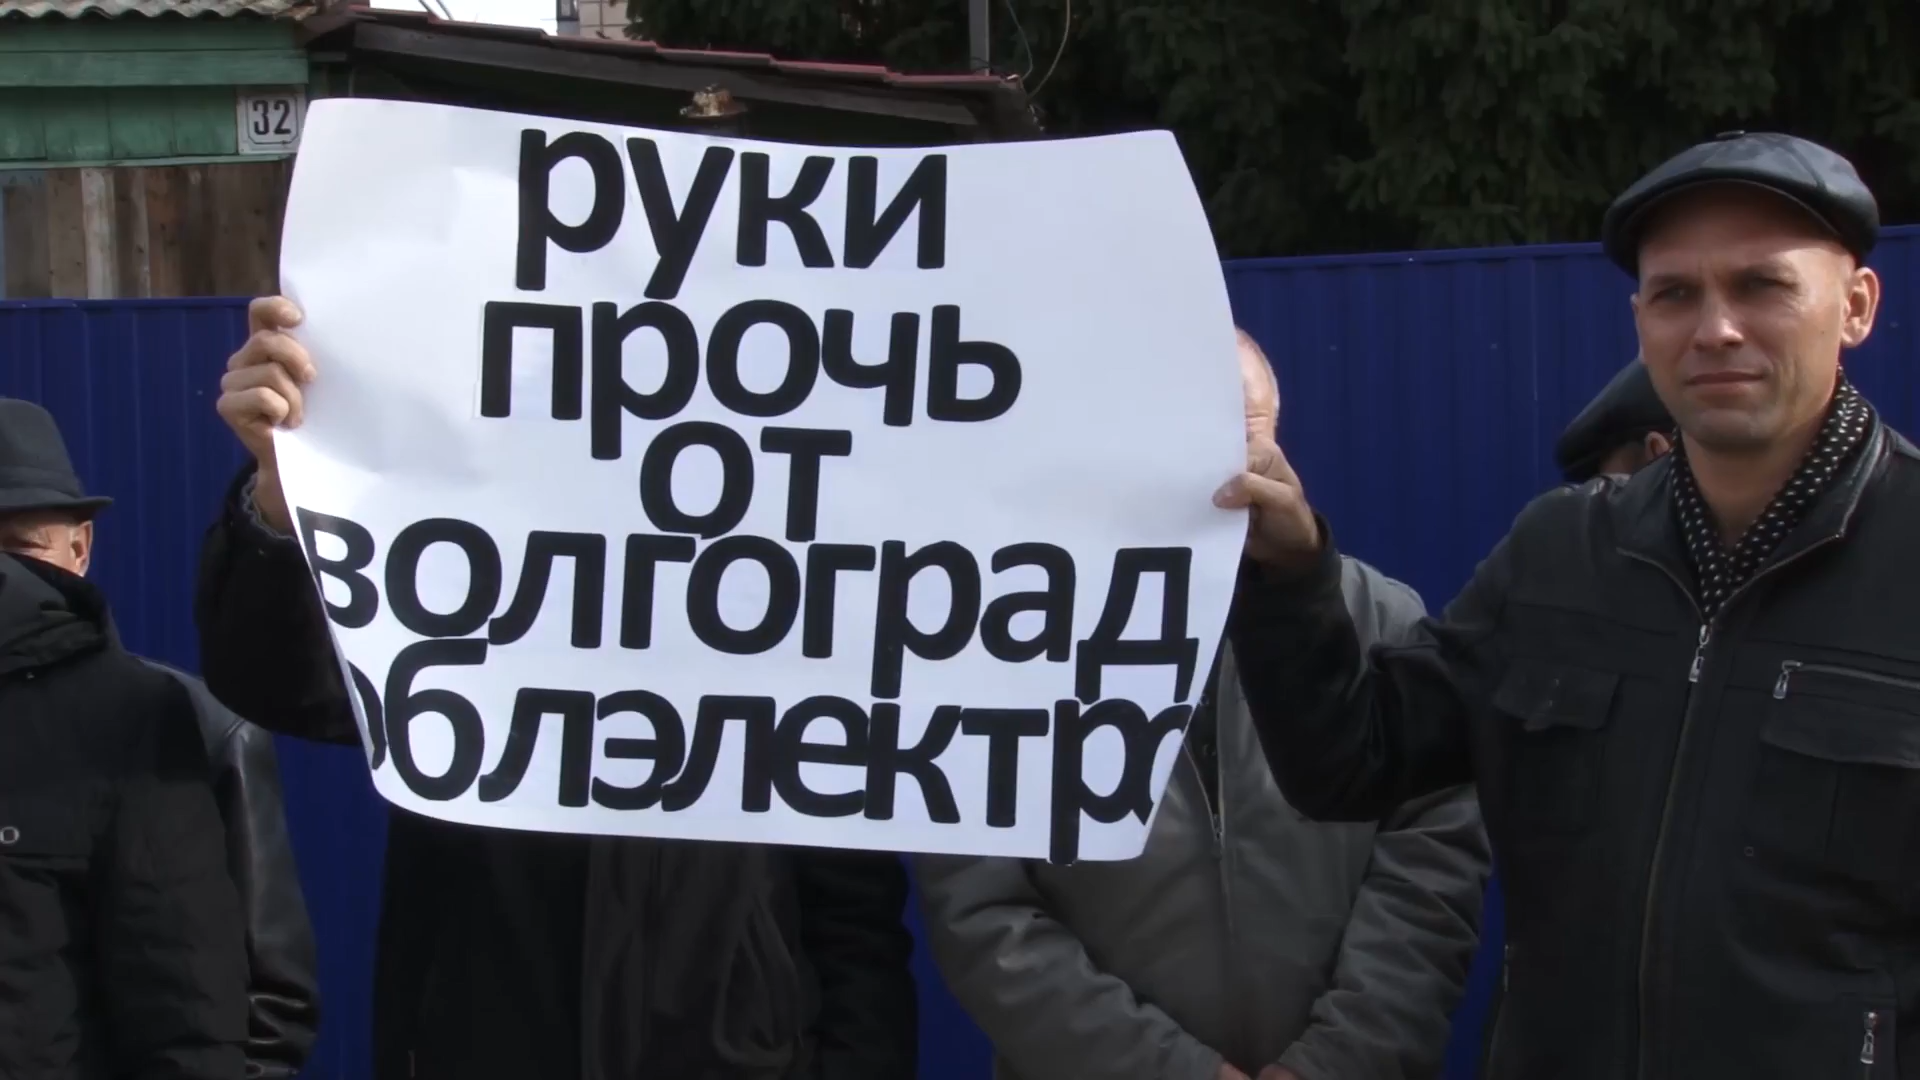 32
руки
прочь
от
волгоград
облэлектро